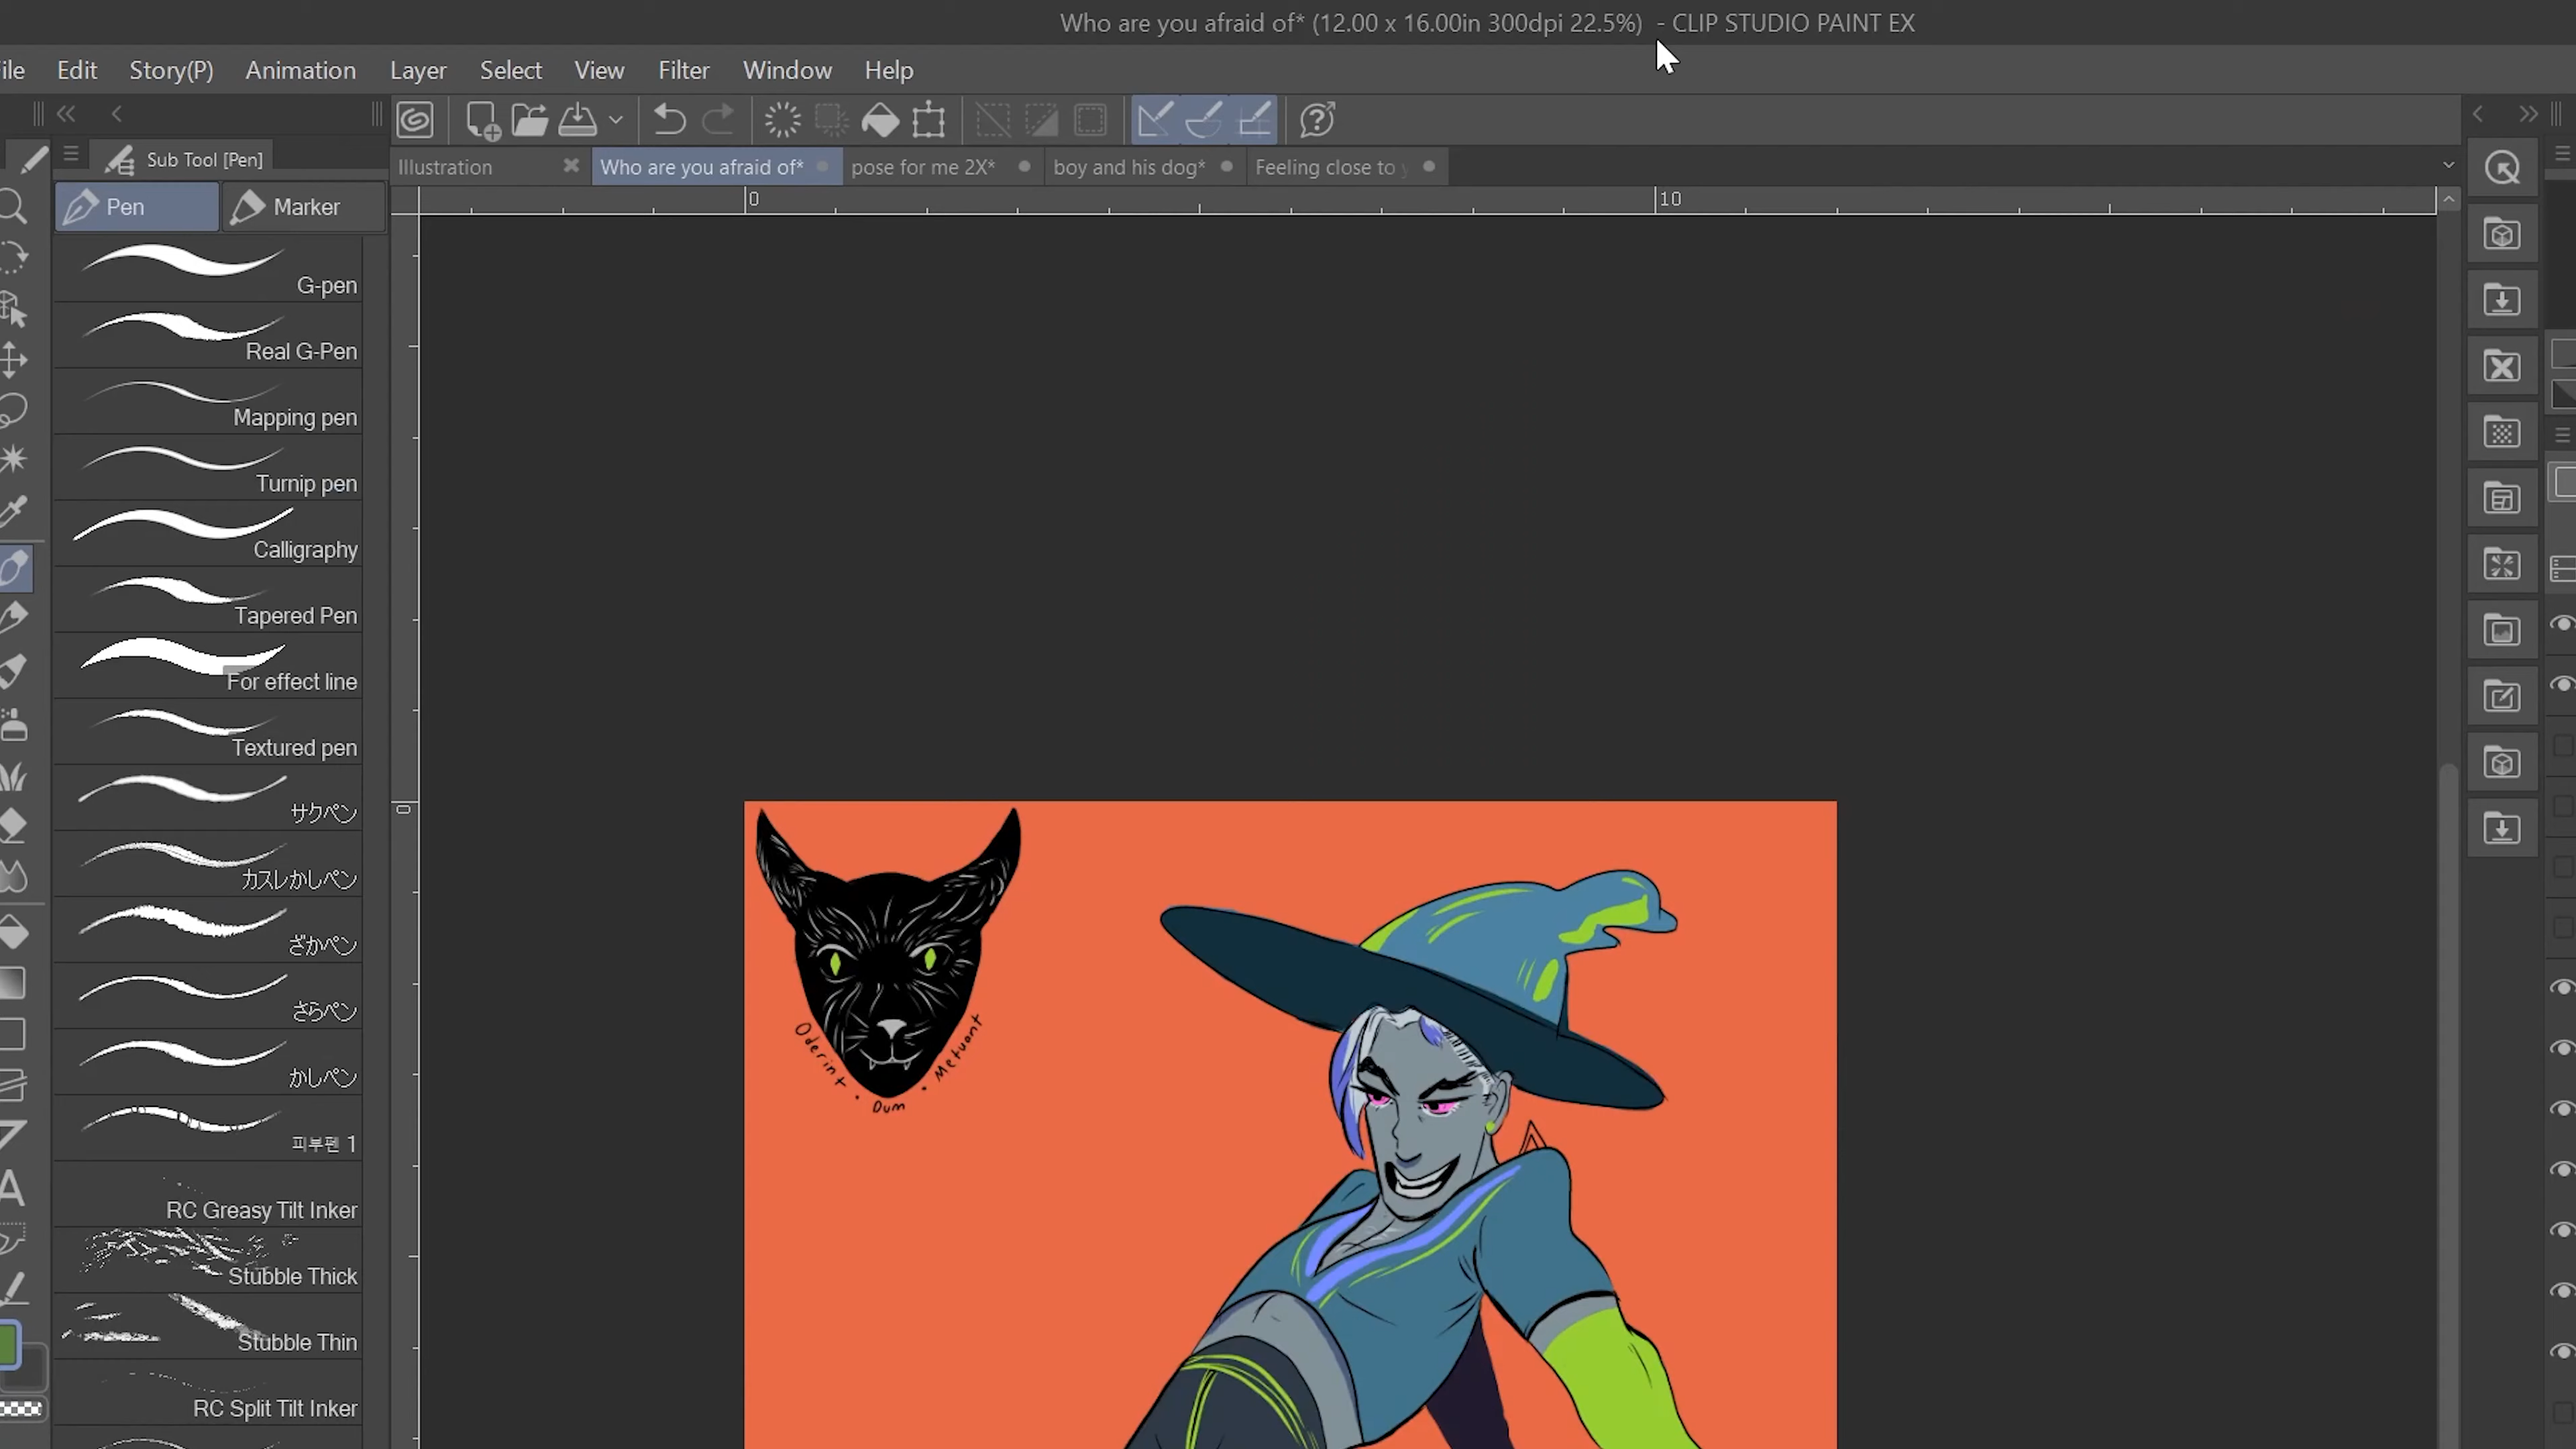 Who are you afraid of* (12.00 x 16.00in 300dpi 22.5%) - CLIP STUDIO PAINT EX
ile Edit Story(P) Animation Layer Select View Filter Window Help
Sub Tool [Pen]
Illustration Who are you afraid of* pose for me 2X* boy and his dog* Feeling close to y
Pen Marker
0 10
G-pen
Real G-Pen
Mapping pen
Turnip pen
Calligraphy
Tapered Pen
For effect line
Textured pen
サクペン
0
カスレかしペン
ざかペン
さらペン
かしペン
피부펜 1
RC Greasy Tilt Inker
Stubble Thick
Stubble Thin
RC Split Tilt Inker
Oderint · Dum · Metuant